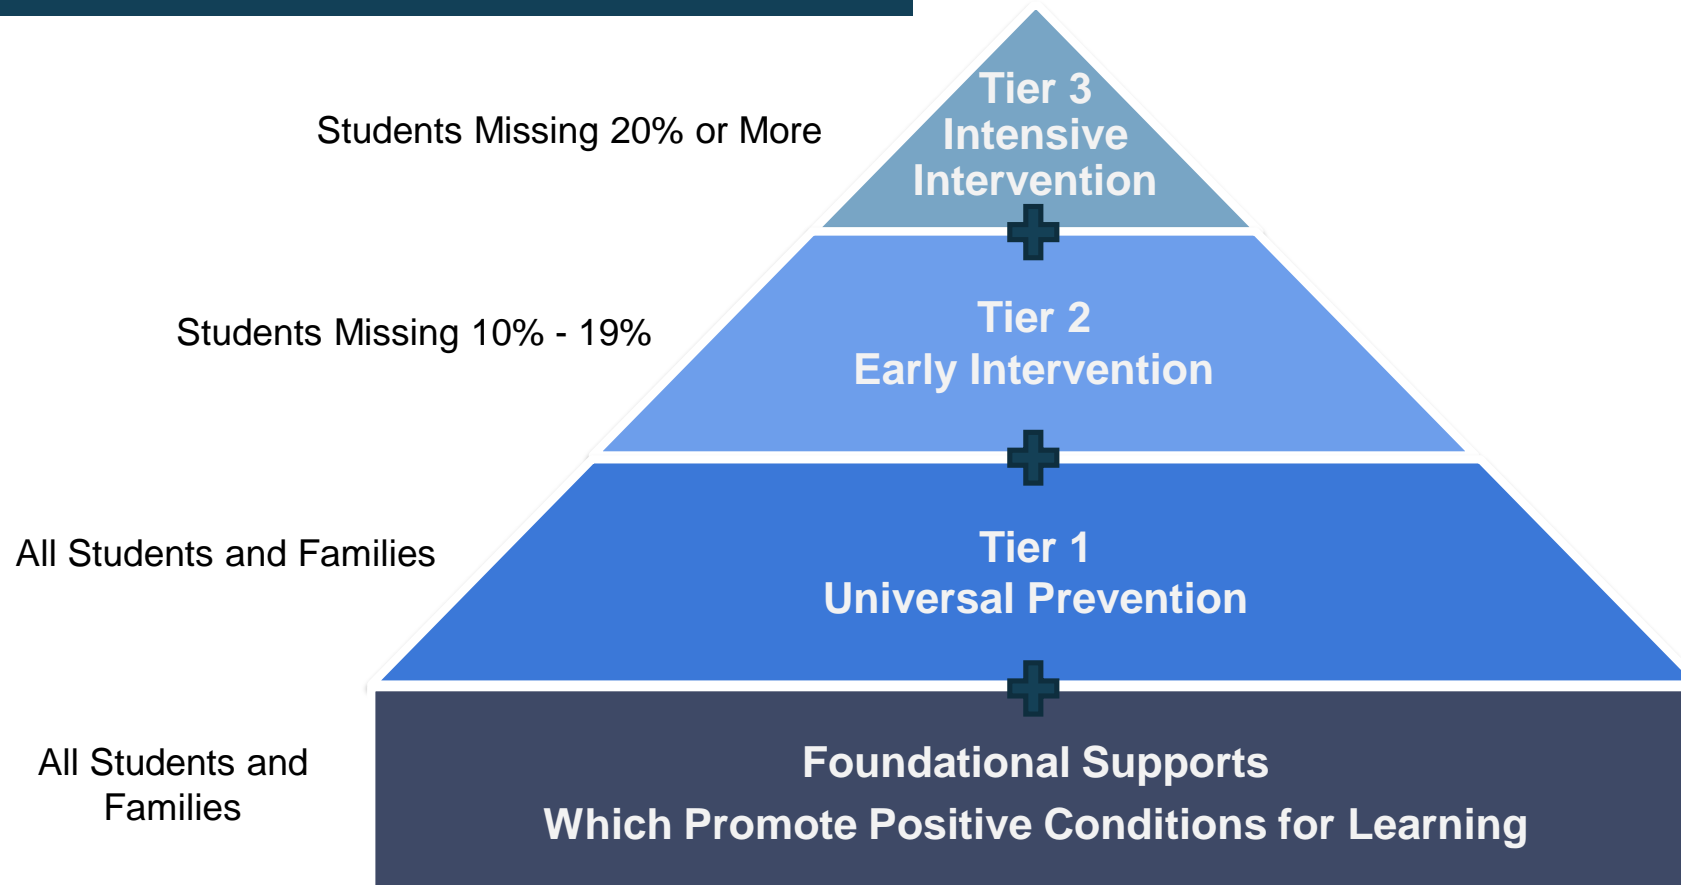 Tier 3
Intensive
Intervention
Students Missing 20% or More
Tier 2
Early Intervention
Students Missing 10% - 19%
Tier 1
Universal Prevention
All Students and Families
Foundational Supports
Which Promote Positive Conditions for Learning
All Students and
Families